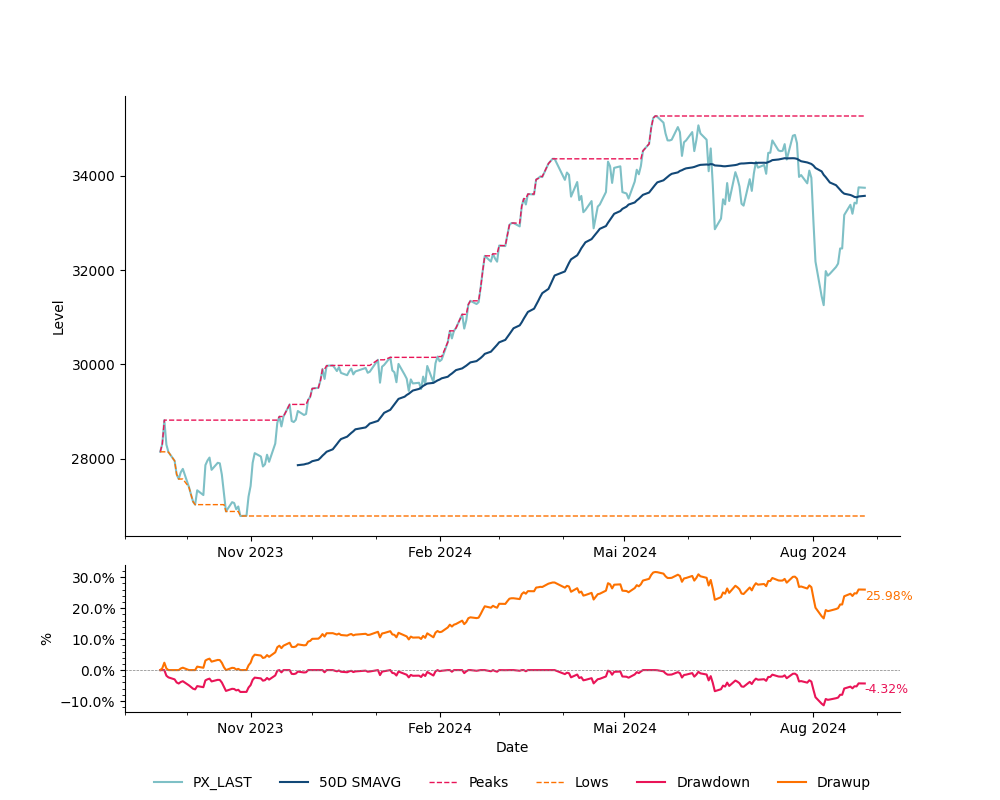 34000
32000
30000
28000
Level
Nov 2023 Feb 2024 Mai 2024 Aug 2024
30.0%
20.0%
10.0%
0.0%
−10.0%
%
25.98%
-4.32%
Nov 2023 Feb 2024 Mai 2024 Aug 2024
Date
PX_LAST 50D SMAVG Peaks Lows Drawdown Drawup